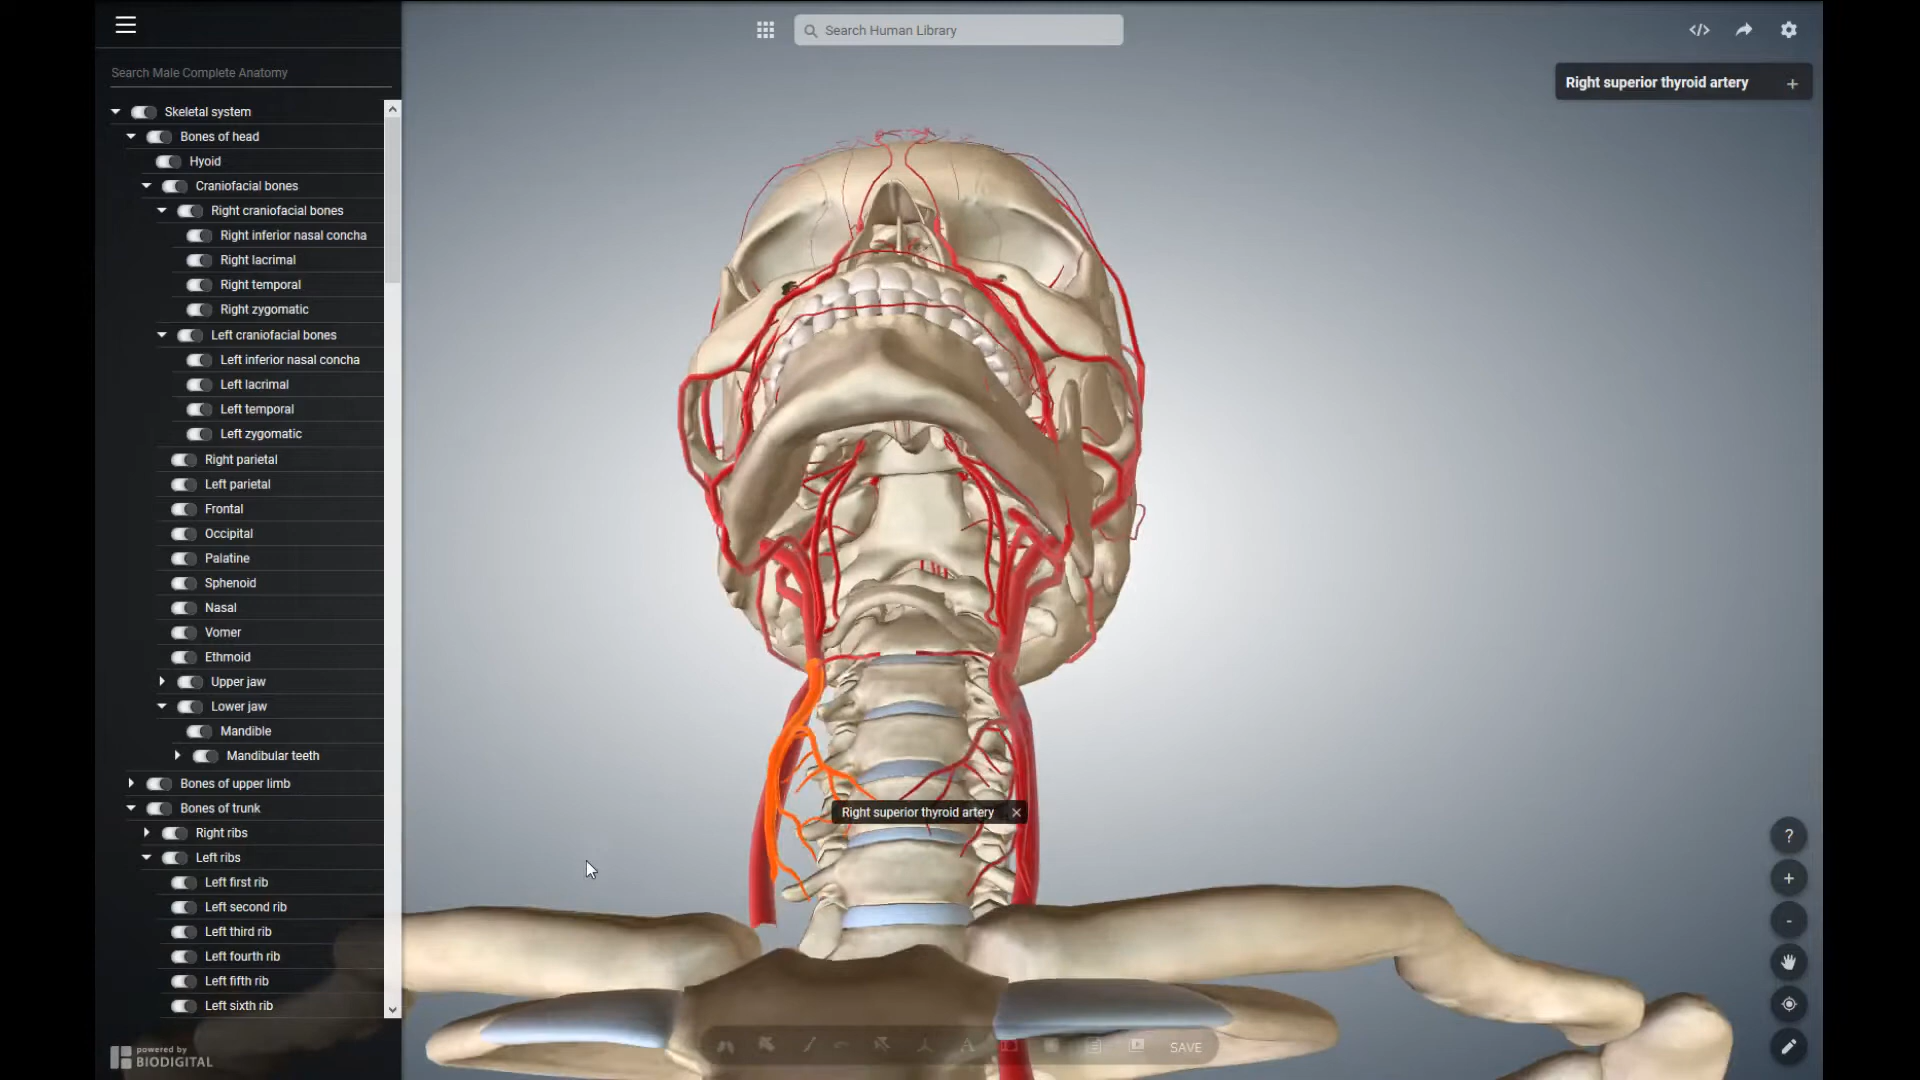 Search Human Library
</>
Search Male Complete Anatomy
Right superior thyroid artery +
Skeletal system
Bones of head
Hyoid
Craniofacial bones
Right craniofacial bones
Right inferior nasal concha
Right lacrimal
Right temporal
Right zygomatic
Left craniofacial bones
Left inferior nasal concha
Left lacrimal
Left temporal
Left zygomatic
Right parietal
Left parietal
Frontal
Occipital
Palatine
Sphenoid
Nasal
Vomer
Ethmoid
Upper jaw
Lower jaw
Mandible
Mandibular teeth
Bones of upper limb
Bones of trunk
Right ribs
Left ribs
Left first rib
Left second rib
Left third rib
Left fourth rib
Left fifth rib
Left sixth rib
Right superior thyroid artery ×
?
+
-
powered by
BIODIGITAL
A
SAVE